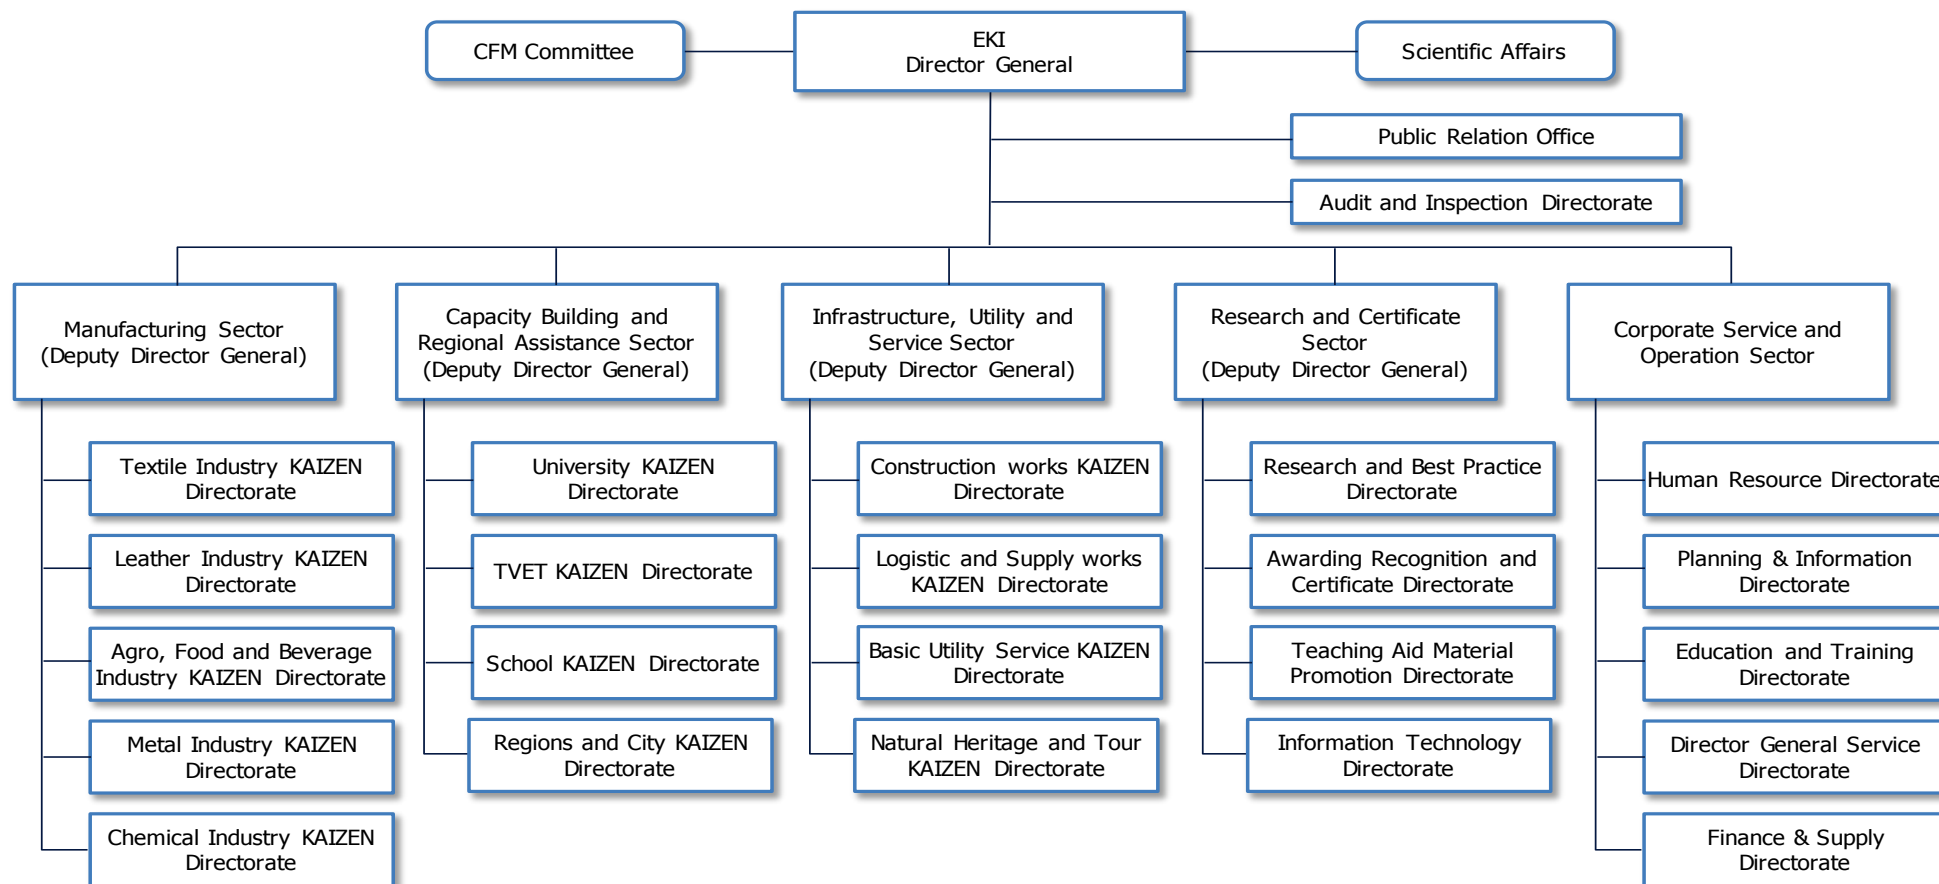 CFM Committee
EKI
Director General
Scientific Affairs
Public Relation Office
Audit and Inspection Directorate
Manufacturing Sector
(Deputy Director General)
Capacity Building and
Regional Assistance Sector
(Deputy Director General)
Infrastructure, Utility and
Service Sector
(Deputy Director General)
Research and Certificate
Sector
(Deputy Director General)
Corporate Service and
Operation Sector
Textile Industry KAIZEN
Directorate
Leather Industry KAIZEN
Directorate
Agro, Food and Beverage
Industry KAIZEN Directorate
Metal Industry KAIZEN
Directorate
Chemical Industry KAIZEN
Directorate
University KAIZEN
Directorate
TVET KAIZEN Directorate
School KAIZEN Directorate
Regions and City KAIZEN
Directorate
Construction works KAIZEN
Directorate
Logistic and Supply works
KAIZEN Directorate
Basic Utility Service KAIZEN
Directorate
Natural Heritage and Tour
KAIZEN Directorate
Research and Best Practice
Directorate
Awarding Recognition and
Certificate Directorate
Teaching Aid Material
Promotion Directorate
Information Technology
Directorate
Human Resource Directorate
Planning & Information
Directorate
Education and Training
Directorate
Director General Service
Directorate
Finance & Supply
Directorate